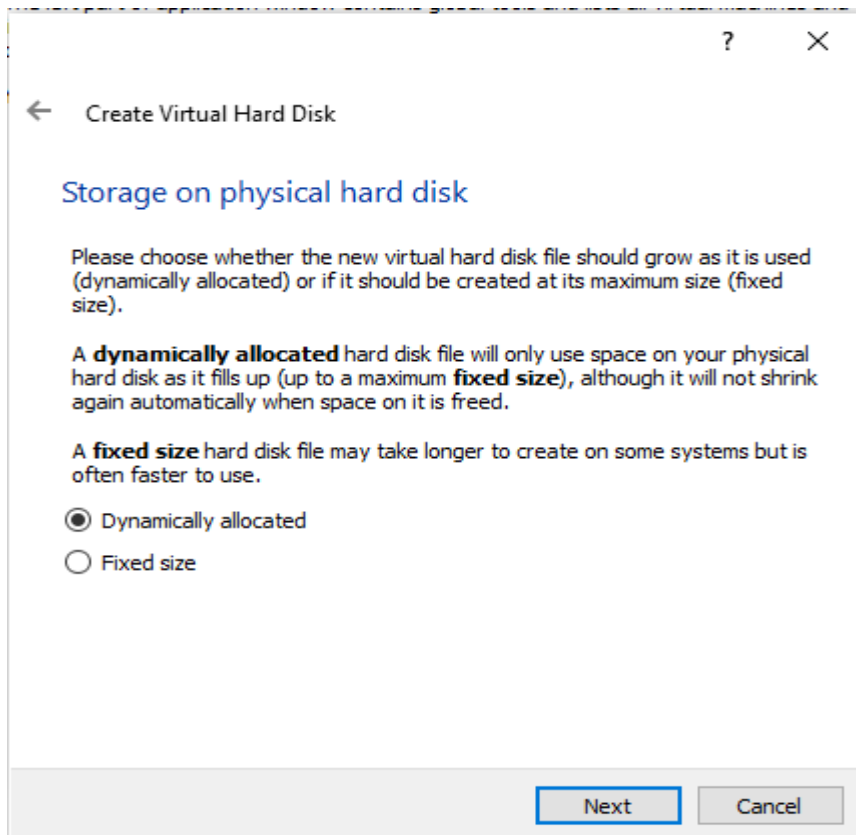 ?
Create Virtual Hard Disk
Storage on physical hard disk
Please choose whether the new virtual hard disk file should grow as it is used
(dynamically allocated) or if it should be created at its maximum size (fixed
size).
A dynamically allocated hard disk file will only use space on your physical
hard disk as it fills up (up to a maximum fixed size), although it will not shrink
again automatically when space on it is freed.
A fixed size hard disk file may take longer to create on some systems but is
often faster to use.
Dynamically allocated
Fixed size
Next Cancel